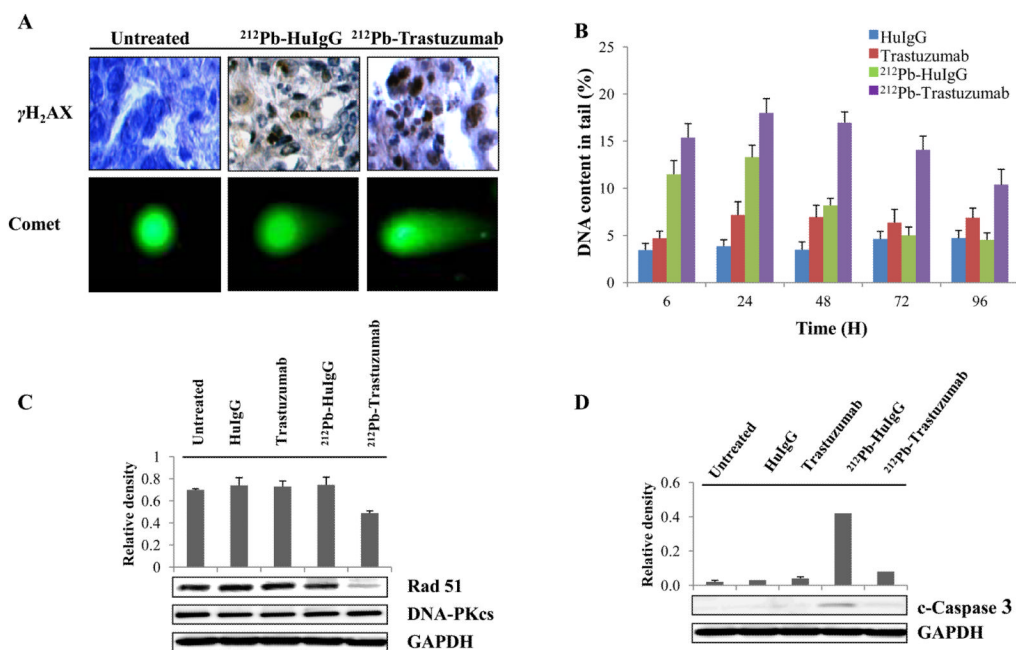 A
Untreated
²¹²Pb-HuIgG
²¹²Pb-Trastuzumab
γH₂AX
Comet
B
HuIgG
Trastuzumab
²¹²Pb-HuIgG
²¹²Pb-Trastuzumab
DNA content in tail (%)
25
20
15
10
5
0
6 24 48 72 96
Time (H)
C
Untreated
HuIgG
Trastuzumab
²¹²Pb-HuIgG
²¹²Pb-Trastuzumab
Relative density
1
0.8
0.6
0.4
0.2
0
Rad 51
DNA-PKcs
GAPDH
D
Untreated
HuIgG
Trastuzumab
²¹²Pb-HuIgG
²¹²Pb-Trastuzumab
Relative density
0.6
0.4
0.2
0.0
c-Caspase 3
GAPDH